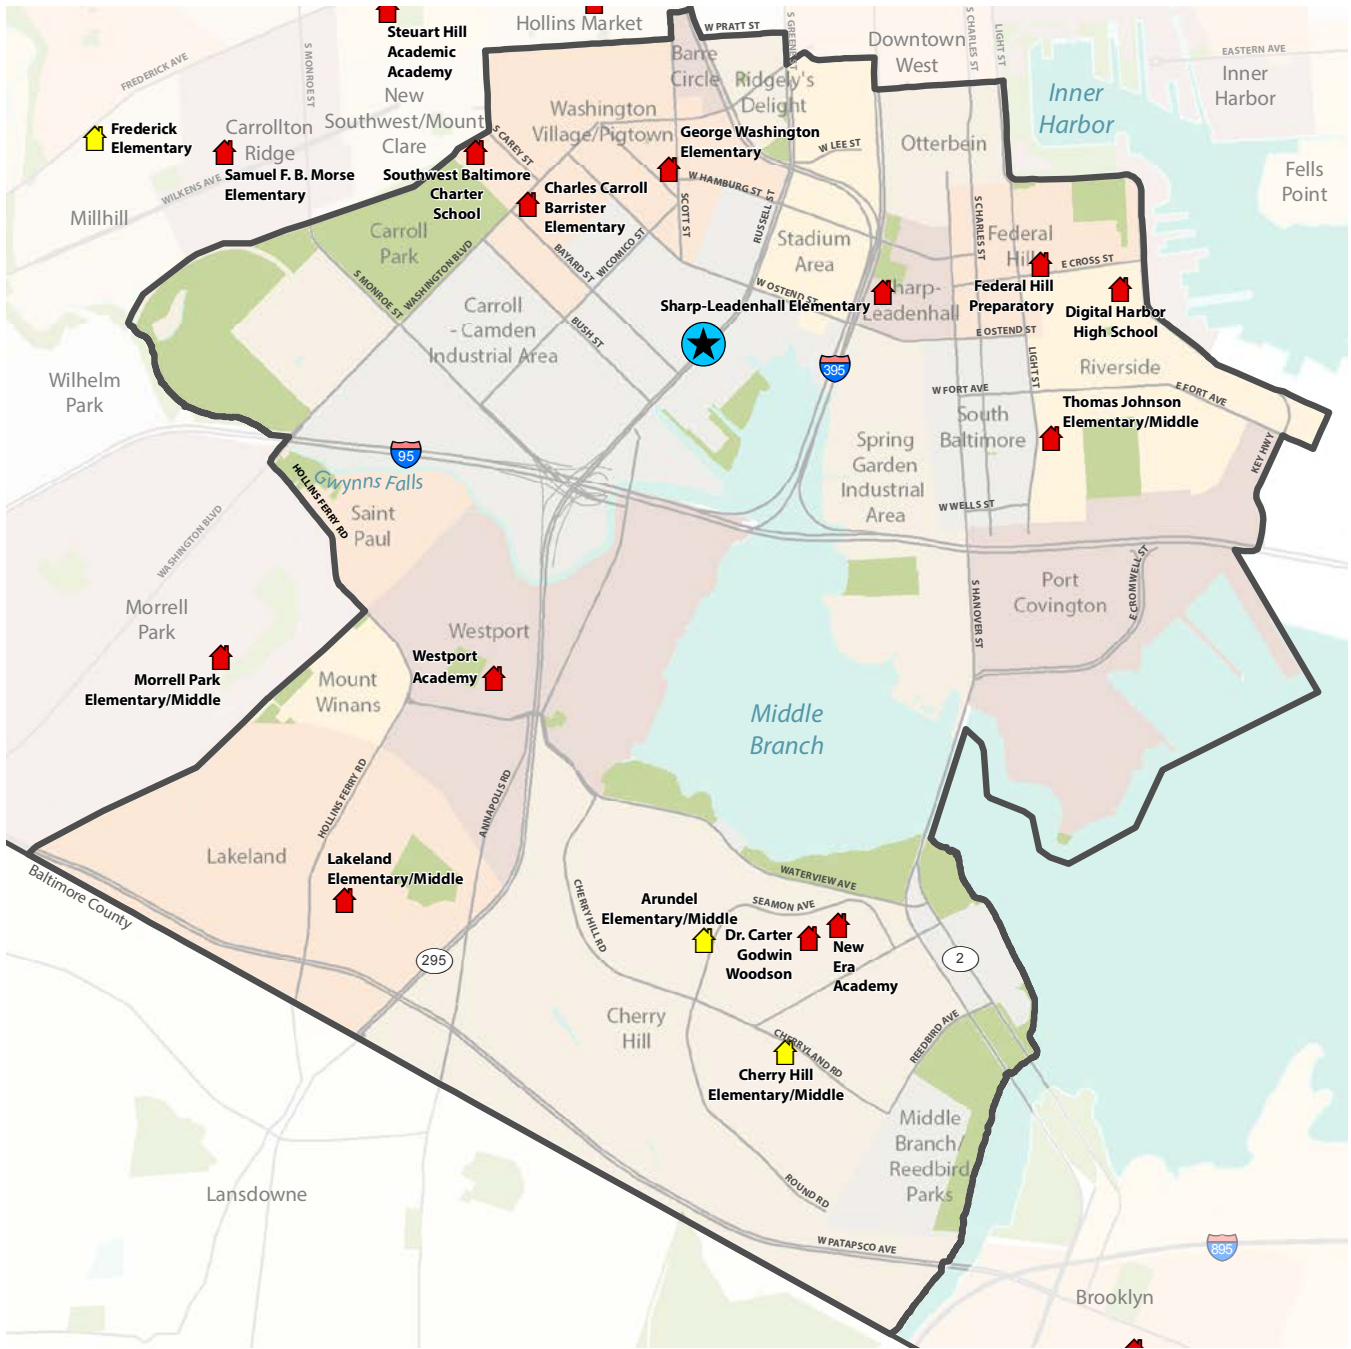 Hollins Market
W PRATT ST
S GREENE ST
S CHARLES ST
LIGHT ST
Steuart Hill
Academic
Academy
New
Southwest/Mount
Clare
FREDERICK AVE
S MONROE ST
Barre
Circle
Ridgely's
Delight
Downtown
West
EASTERN AVE
Inner
Harbor
Inner
Harbor
Fells
Point
Frederick
Elementary
Carrollton
Ridge
Samuel F. B. Morse
Elementary
WILKENS AVE
Millhill
Southwest Baltimore
Charter
School
S CAREY ST
Washington
Village/Pigtown
George Washington
Elementary
W LEE ST
Otterbein
Charles Carroll
Barrister
Elementary
W HAMBURG ST
SCOTT ST
RUSSELL ST
Carroll
Park
S MONROE ST
WASHINGTON BLVD
BAYARD ST
WICOMICO ST
Stadium
Area
S CHARLES ST
Federal
Hill
E CROSS ST
Federal Hill
Preparatory
W OSTEND ST
Sharp-Leadenhall Elementary
Sharp-
Leadenhall
Digital Harbor
High School
E OSTEND ST
Carroll
- Camden
Industrial Area
BUSH ST
395
LIGHT ST
Riverside
W FORT AVE
E FORT AVE
Thomas Johnson
Elementary/Middle
South
Baltimore
KEY HWY
Wilhelm
Park
95
Gwynns Falls
HOLLINS FERRY RD
Saint
Paul
Spring
Garden
Industrial
Area
W WELLS ST
WASHINGTON BLVD
Morrell
Park
Morrell Park
Elementary/Middle
Westport
Westport
Academy
Mount
Winans
S HANOVER ST
Port
Covington
E CROMWELL ST
Middle
Branch
HOLLINS FERRY RD
ANNAPOLIS RD
Lakeland
Lakeland
Elementary/Middle
Baltimore County
295
CHERRY HILL RD
WATERVIEW AVE
SEAMON AVE
Arundel
Elementary/Middle
Dr. Carter
Godwin
Woodson
New
Era
Academy
2
Cherry
Hill
CHERRYLAND RD
REEDBIRD AVE
Cherry Hill
Elementary/Middle
Middle
Branch/
Reedbird
Parks
ROUND RD
W PATAPSCO AVE
Lansdowne
895
Brooklyn